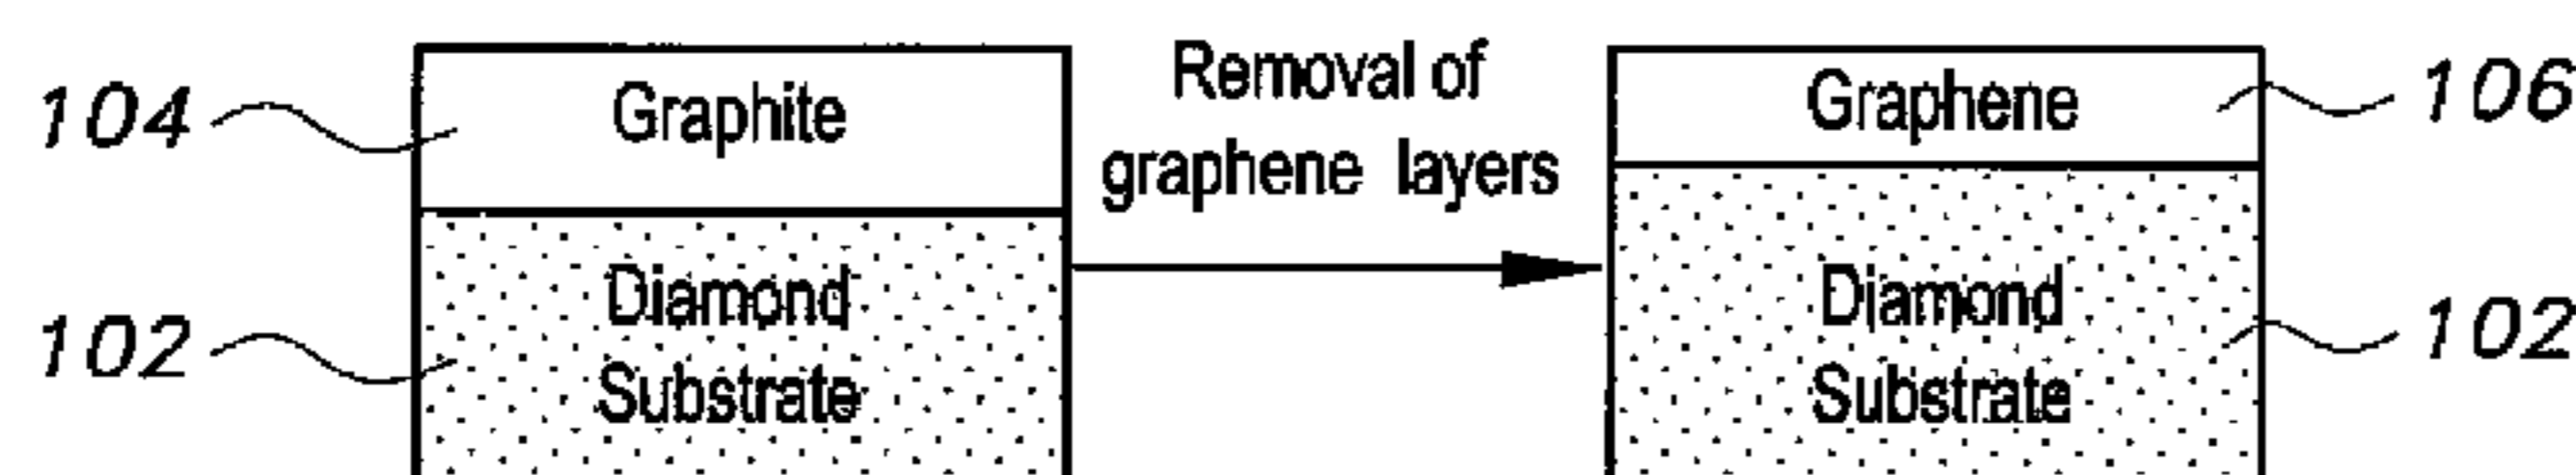 104
Graphite
Removal of
graphene layers
Graphene
106
102
Diamond
Substrate
Diamond
Substrate
102